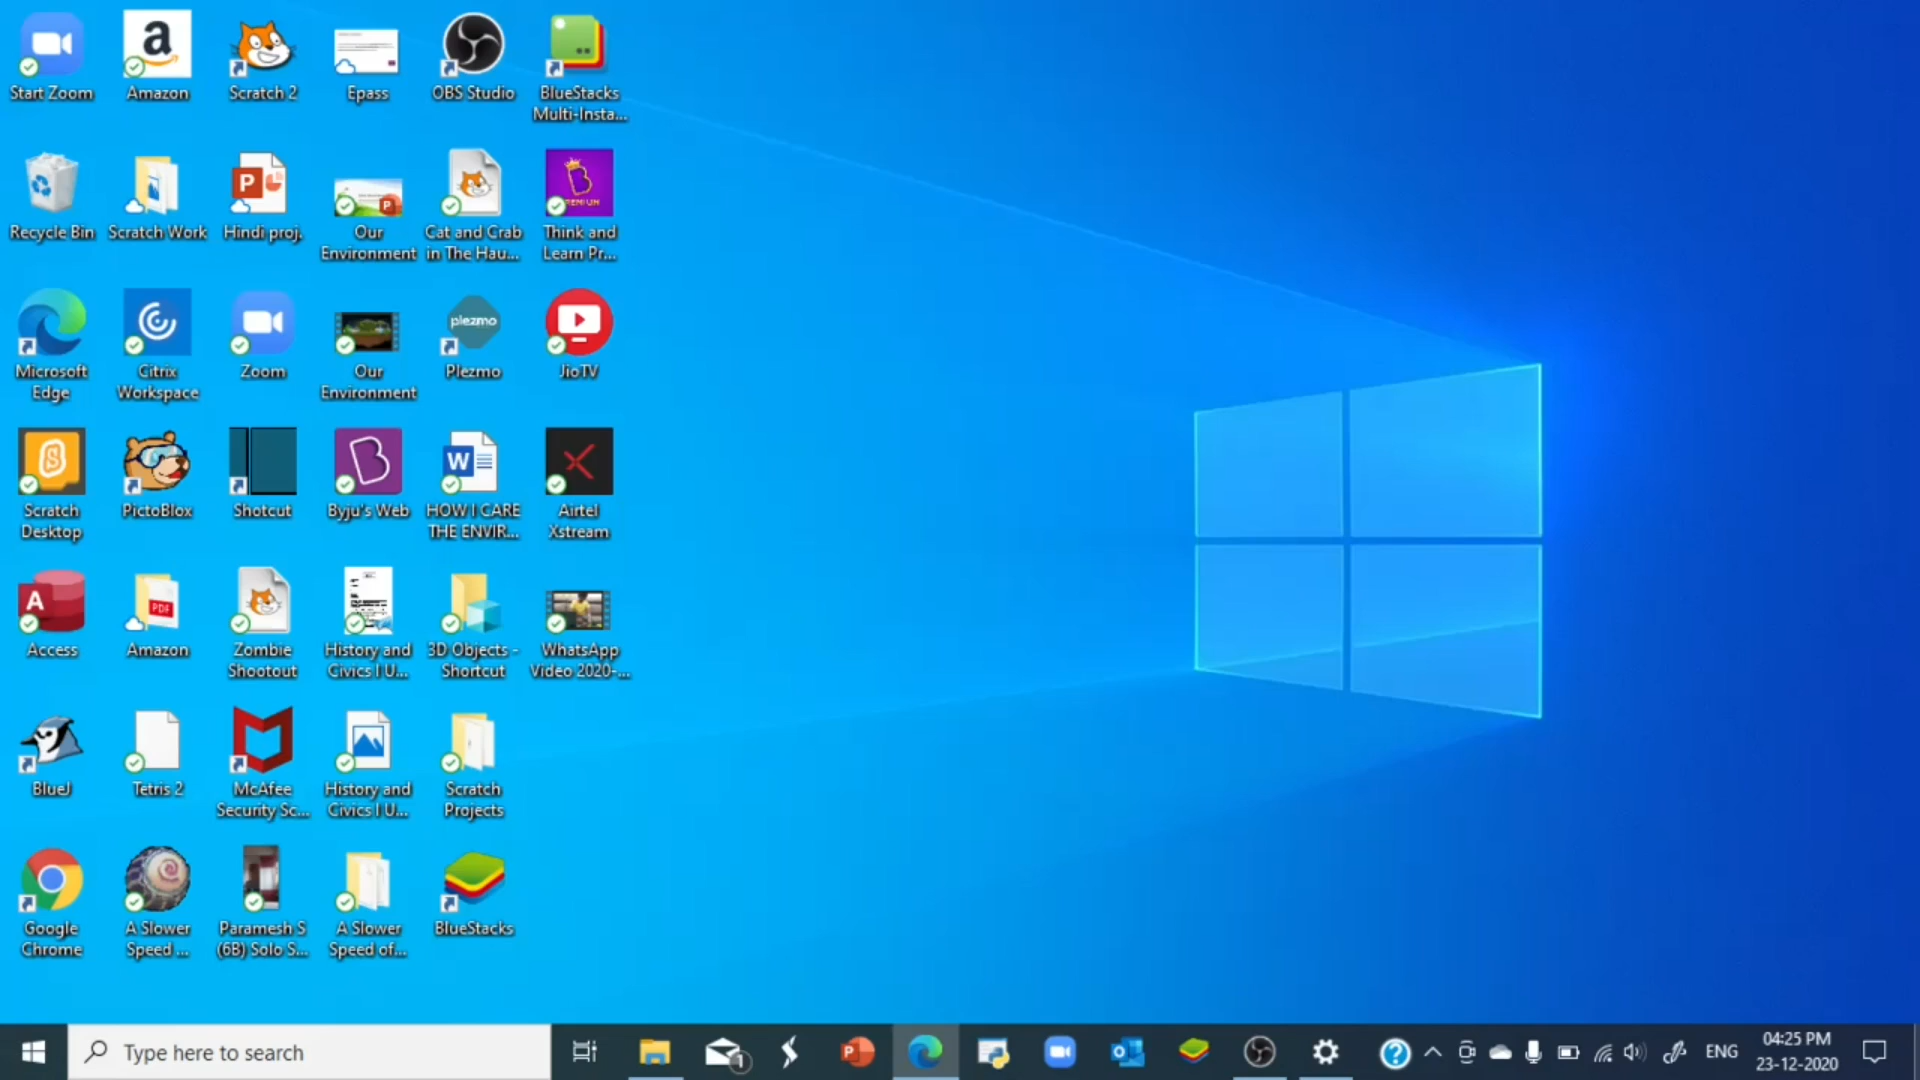 Start Zoom
Amazon
Scratch 2
Epass
OBS Studio
BlueStacks
Multi-Insta...
Recycle Bin
Scratch Work
Hindi proj.
Our
Environment
Cat and Crab
in The Hau...
Think and
Learn Pr...
Microsoft
Edge
Citrix
Workspace
Zoom
Our
Environment
plezmo
Plezmo
JioTV
Scratch
Desktop
PictoBlox
Shotcut
Byju's Web
HOW I CARE
THE ENVIR...
Airtel
Xstream
Access
Amazon
PDF
Zombie
Shootout
History and
Civics I U...
3D Objects -
Shortcut
WhatsApp
Video 2020-...
BlueJ
Tetris 2
McAfee
Security Sc...
History and
Civics I U...
Scratch
Projects
Google
Chrome
A Slower
Speed ...
Paramesh S
(6B) Solo S...
A Slower
Speed of...
BlueStacks
Type here to search
1
ENG
04:25 PM
23-12-2020